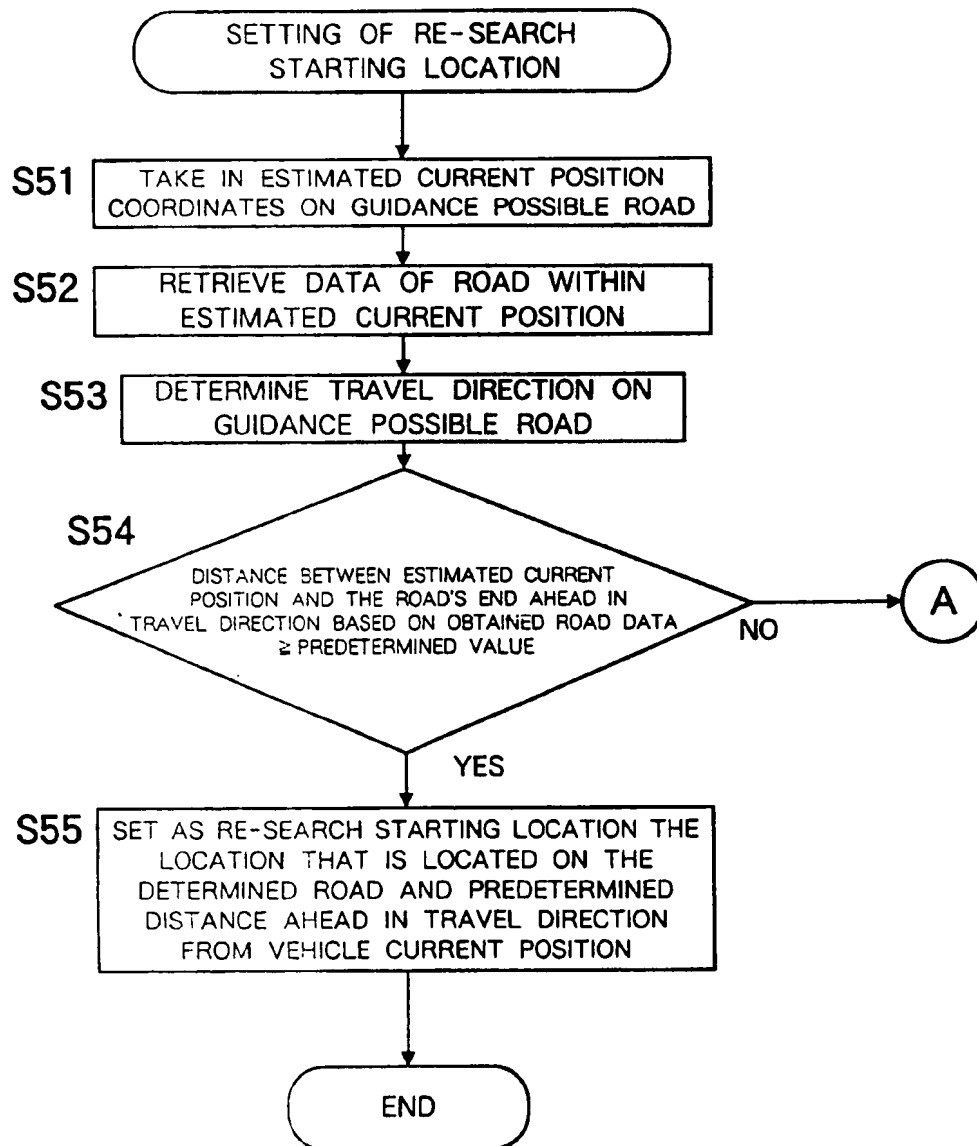 SETTING OF RE-SEARCH
STARTING LOCATION
S51
TAKE IN ESTIMATED CURRENT POSITION
COORDINATES ON GUIDANCE POSSIBLE ROAD
S52
RETRIEVE DATA OF ROAD WITHIN
ESTIMATED CURRENT POSITION
S53
DETERMINE TRAVEL DIRECTION ON
GUIDANCE POSSIBLE ROAD
S54
DISTANCE BETWEEN ESTIMATED CURRENT
POSITION AND THE ROAD'S END AHEAD IN
TRAVEL DIRECTION BASED ON OBTAINED ROAD DATA
≧ PREDETERMINED VALUE
NO
A
YES
S55
SET AS RE-SEARCH STARTING LOCATION THE
LOCATION THAT IS LOCATED ON THE
DETERMINED ROAD AND PREDETERMINED
DISTANCE AHEAD IN TRAVEL DIRECTION
FROM VEHICLE CURRENT POSITION
END